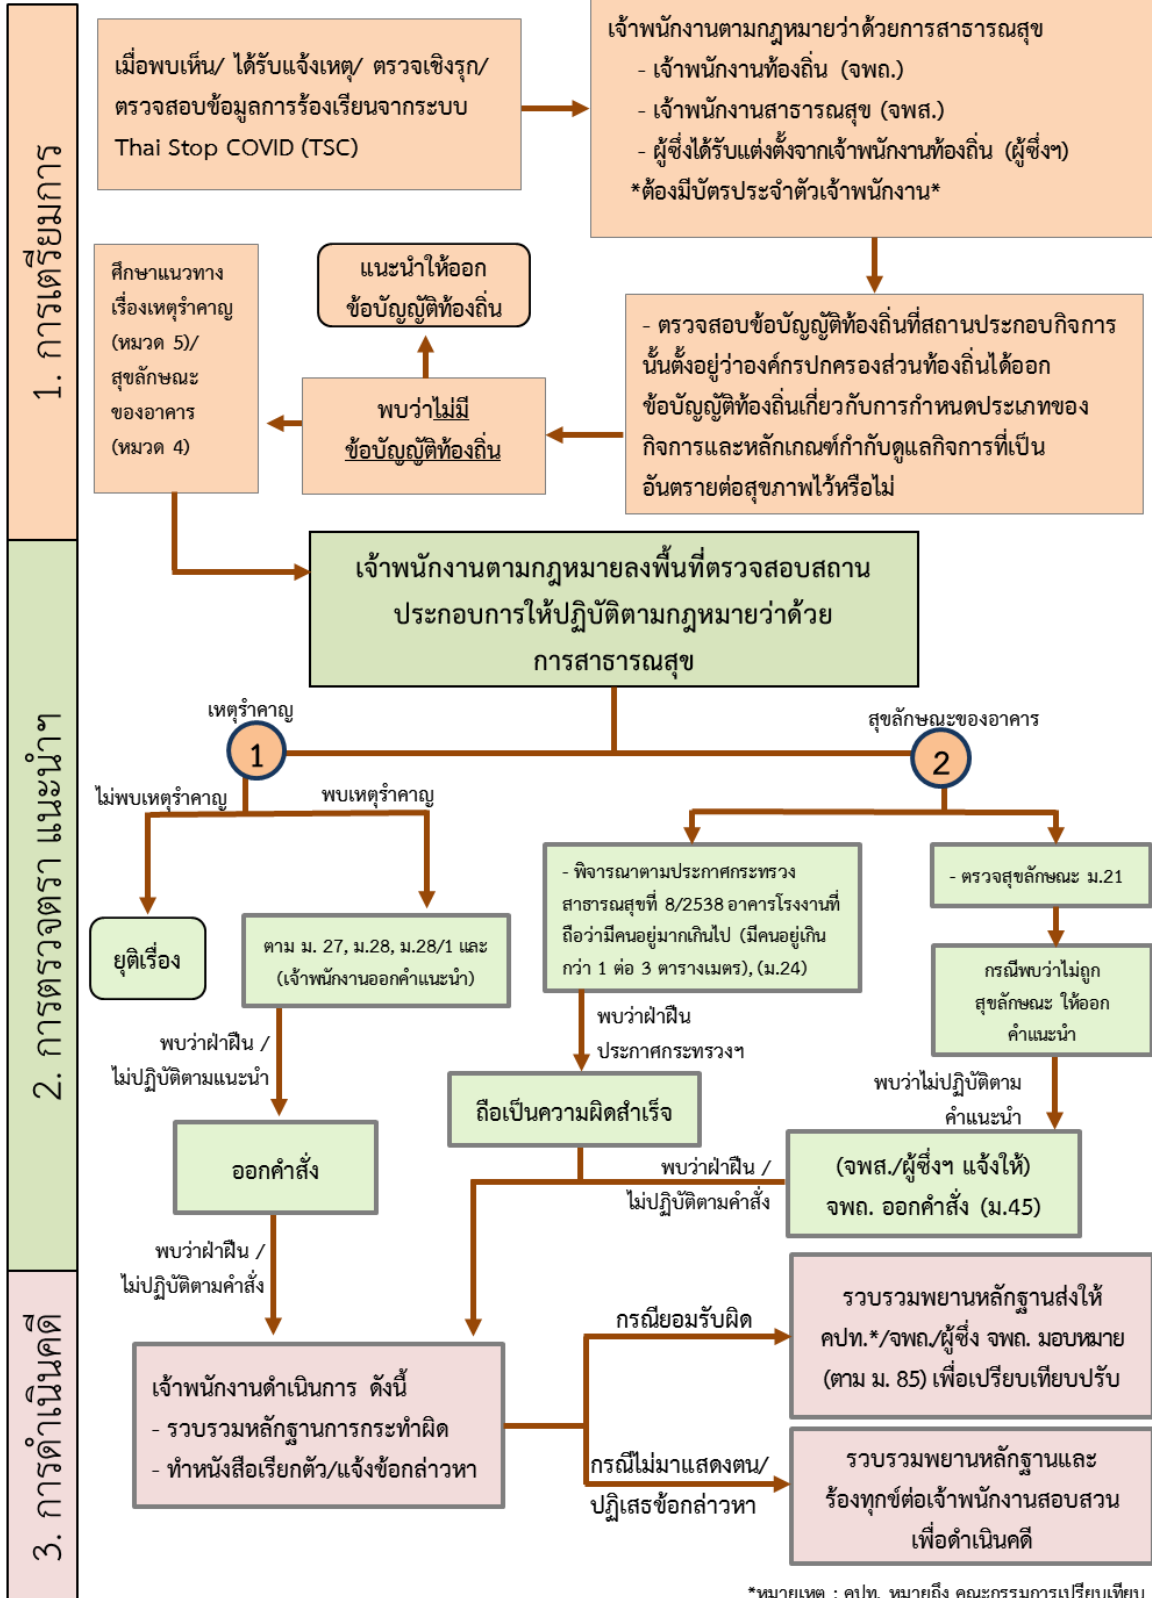 1. การเตรียมการ
เมื่อพบเห็น/ ได้รับแจ้งเหตุ/ ตรวจเชิงรุก/
ตรวจสอบข้อมูลการร้องเรียนจากระบบ
Thai Stop COVID (TSC)
เจ้าพนักงานตามกฎหมายว่าด้วยการสาธารณสุข
- เจ้าพนักงานท้องถิ่น (จพถ.)
- เจ้าพนักงานสาธารณสุข (จพส.)
- ผู้ซึ่งได้รับแต่งตั้งจากเจ้าพนักงานท้องถิ่น (ผู้ซึ่งฯ)
*ต้องมีบัตรประจำตัวเจ้าพนักงาน*
- ตรวจสอบข้อบัญญัติท้องถิ่นที่สถานประกอบกิจการ
นั้นตั้งอยู่ว่าองค์กรปกครองส่วนท้องถิ่นได้ออก
ข้อบัญญัติท้องถิ่นเกี่ยวกับการกำหนดประเภทของ
กิจการและหลักเกณฑ์กำกับดูแลกิจการที่เป็น
อันตรายต่อสุขภาพไว้หรือไม่
พบว่าไม่มี
ข้อบัญญัติท้องถิ่น
แนะนำให้ออก
ข้อบัญญัติท้องถิ่น
ศึกษาแนวทาง
เรื่องเหตุรำคาญ
(หมวด 5)/
สุขลักษณะ
ของอาคาร
(หมวด 4)
2. การตรวจตรา แนะนำฯ
เจ้าพนักงานตามกฎหมายลงพื้นที่ตรวจสอบสถาน
ประกอบการให้ปฏิบัติตามกฎหมายว่าด้วย
การสาธารณสุข
เหตุรำคาญ
1
สุขลักษณะของอาคาร
2
ไม่พบเหตุรำคาญ
พบเหตุรำคาญ
ยุติเรื่อง
ตาม ม. 27, ม.28, ม.28/1 และ
(เจ้าพนักงานออกคำแนะนำ)
- พิจารณาตามประกาศกระทรวง
สาธารณสุขที่ 8/2538 อาคารโรงงานที่
ถือว่ามีคนอยู่มากเกินไป (มีคนอยู่เกิน
กว่า 1 ต่อ 3 ตารางเมตร), (ม.24)
- ตรวจสุขลักษณะ ม.21
กรณีพบว่าไม่ถูก
สุขลักษณะ ให้ออก
คำแนะนำ
พบว่าฝ่าฝืน /
ไม่ปฏิบัติตามแนะนำ
พบว่าฝ่าฝืน
ประกาศกระทรวงฯ
พบว่าไม่ปฏิบัติตาม
คำแนะนำ
ออกคำสั่ง
ถือเป็นความผิดสำเร็จ
(จพส./ผู้ซึ่งฯ แจ้งให้)
จพถ. ออกคำสั่ง (ม.45)
พบว่าฝ่าฝืน /
ไม่ปฏิบัติตามคำสั่ง
พบว่าฝ่าฝืน /
ไม่ปฏิบัติตามคำสั่ง
3. การดำเนินคดี
เจ้าพนักงานดำเนินการ ดังนี้
- รวบรวมหลักฐานการกระทำผิด
- ทำหนังสือเรียกตัว/แจ้งข้อกล่าวหา
กรณียอมรับผิด
รวบรวมพยานหลักฐานส่งให้
คปท.*/จพถ./ผู้ซึ่ง จพถ. มอบหมาย
(ตาม ม. 85) เพื่อเปรียบเทียบปรับ
กรณีไม่มาแสดงตน/
ปฏิเสธข้อกล่าวหา
รวบรวมพยานหลักฐานและ
ร้องทุกข์ต่อเจ้าพนักงานสอบสวน
เพื่อดำเนินคดี
*หมายเหตุ : คปท. หมายถึง คณะกรรมการเปรียบเทียบ